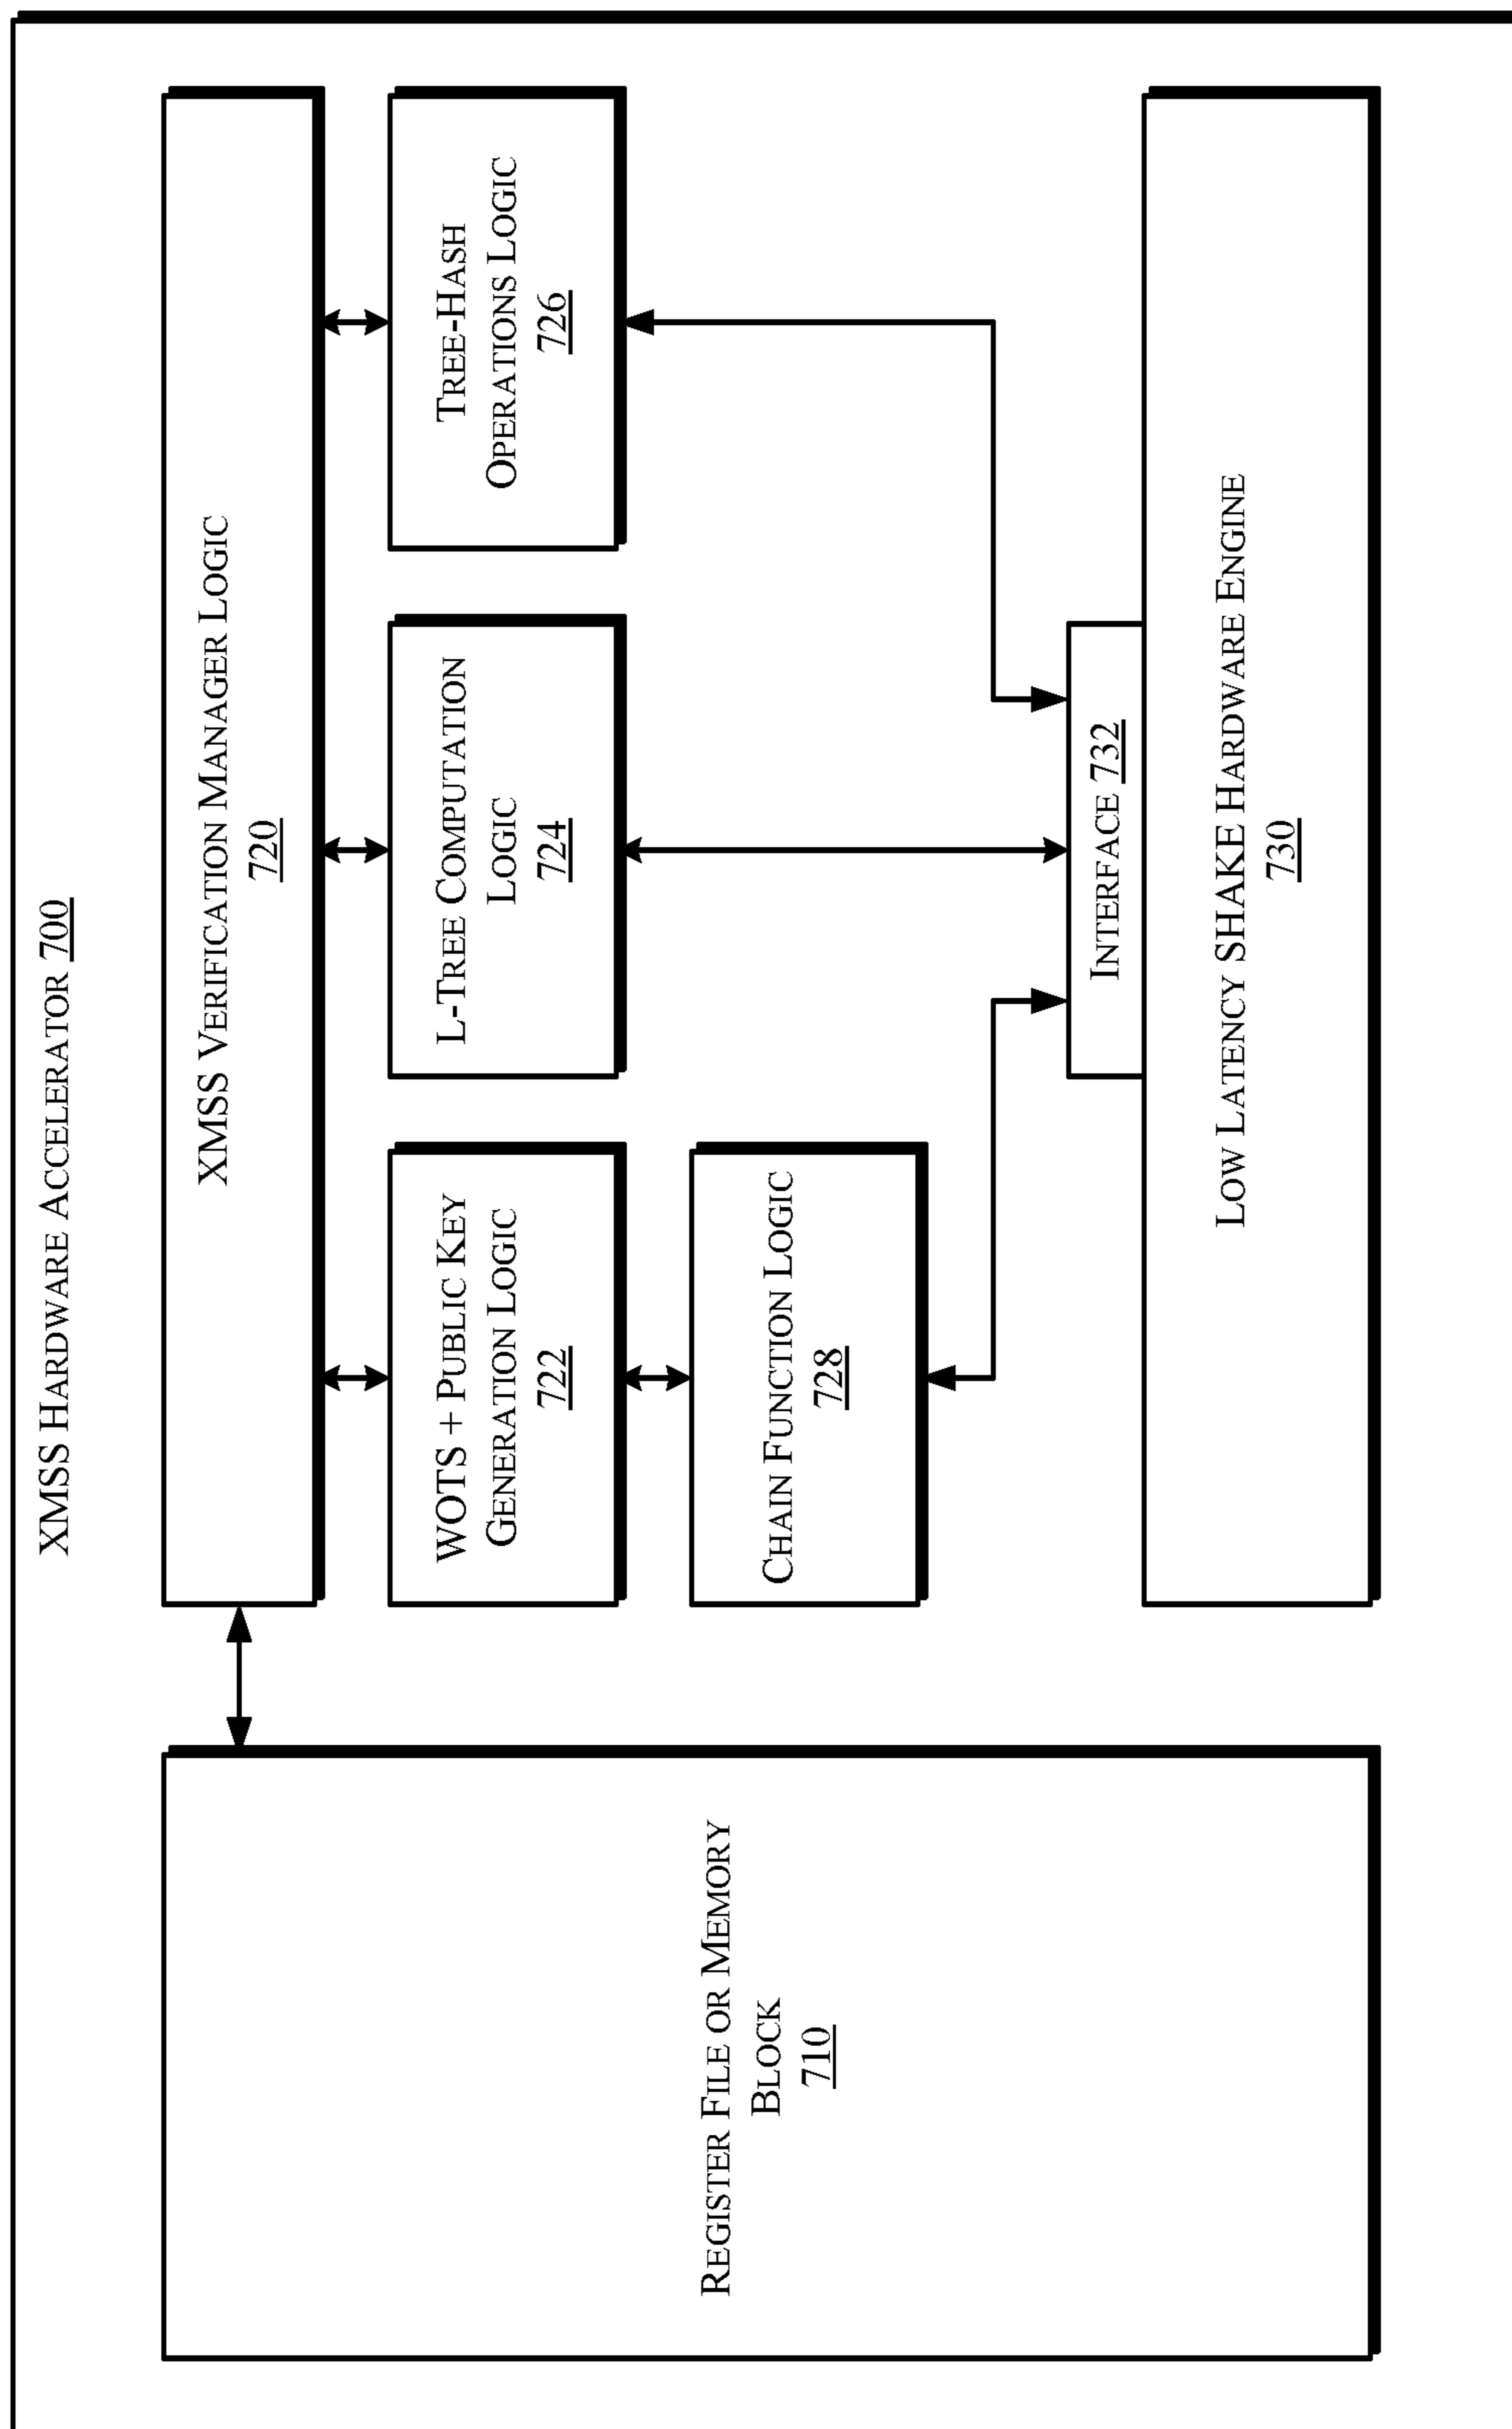 XMSS HARDWARE ACCELERATOR 700
REGISTER FILE OR MEMORY
BLOCK
710
XMSS VERIFICATION MANAGER LOGIC
720
WOTS + PUBLIC KEY
GENERATION LOGIC
722
L-TREE COMPUTATION
LOGIC
724
TREE-HASH
OPERATIONS LOGIC
726
CHAIN FUNCTION LOGIC
728
INTERFACE 732
LOW LATENCY SHAKE HARDWARE ENGINE
730